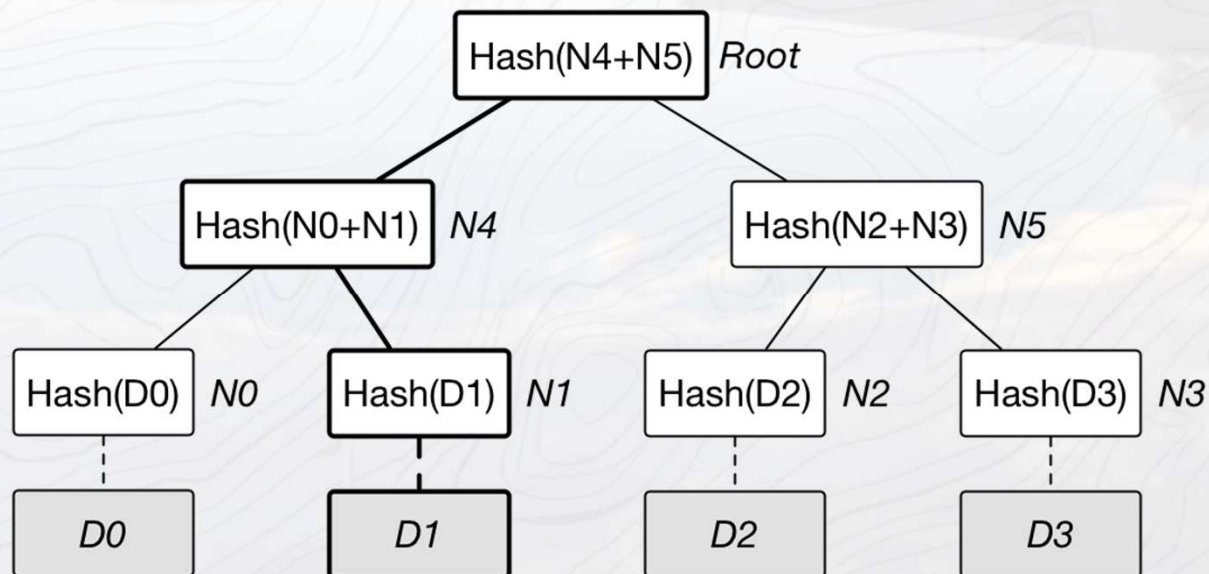 Hash(N4+N5) Root
Hash(N0+N1) N4
Hash(N2+N3) N5
Hash(D0) N0
Hash(D1) N1
Hash(D2) N2
Hash(D3) N3
D0
D1
D2
D3